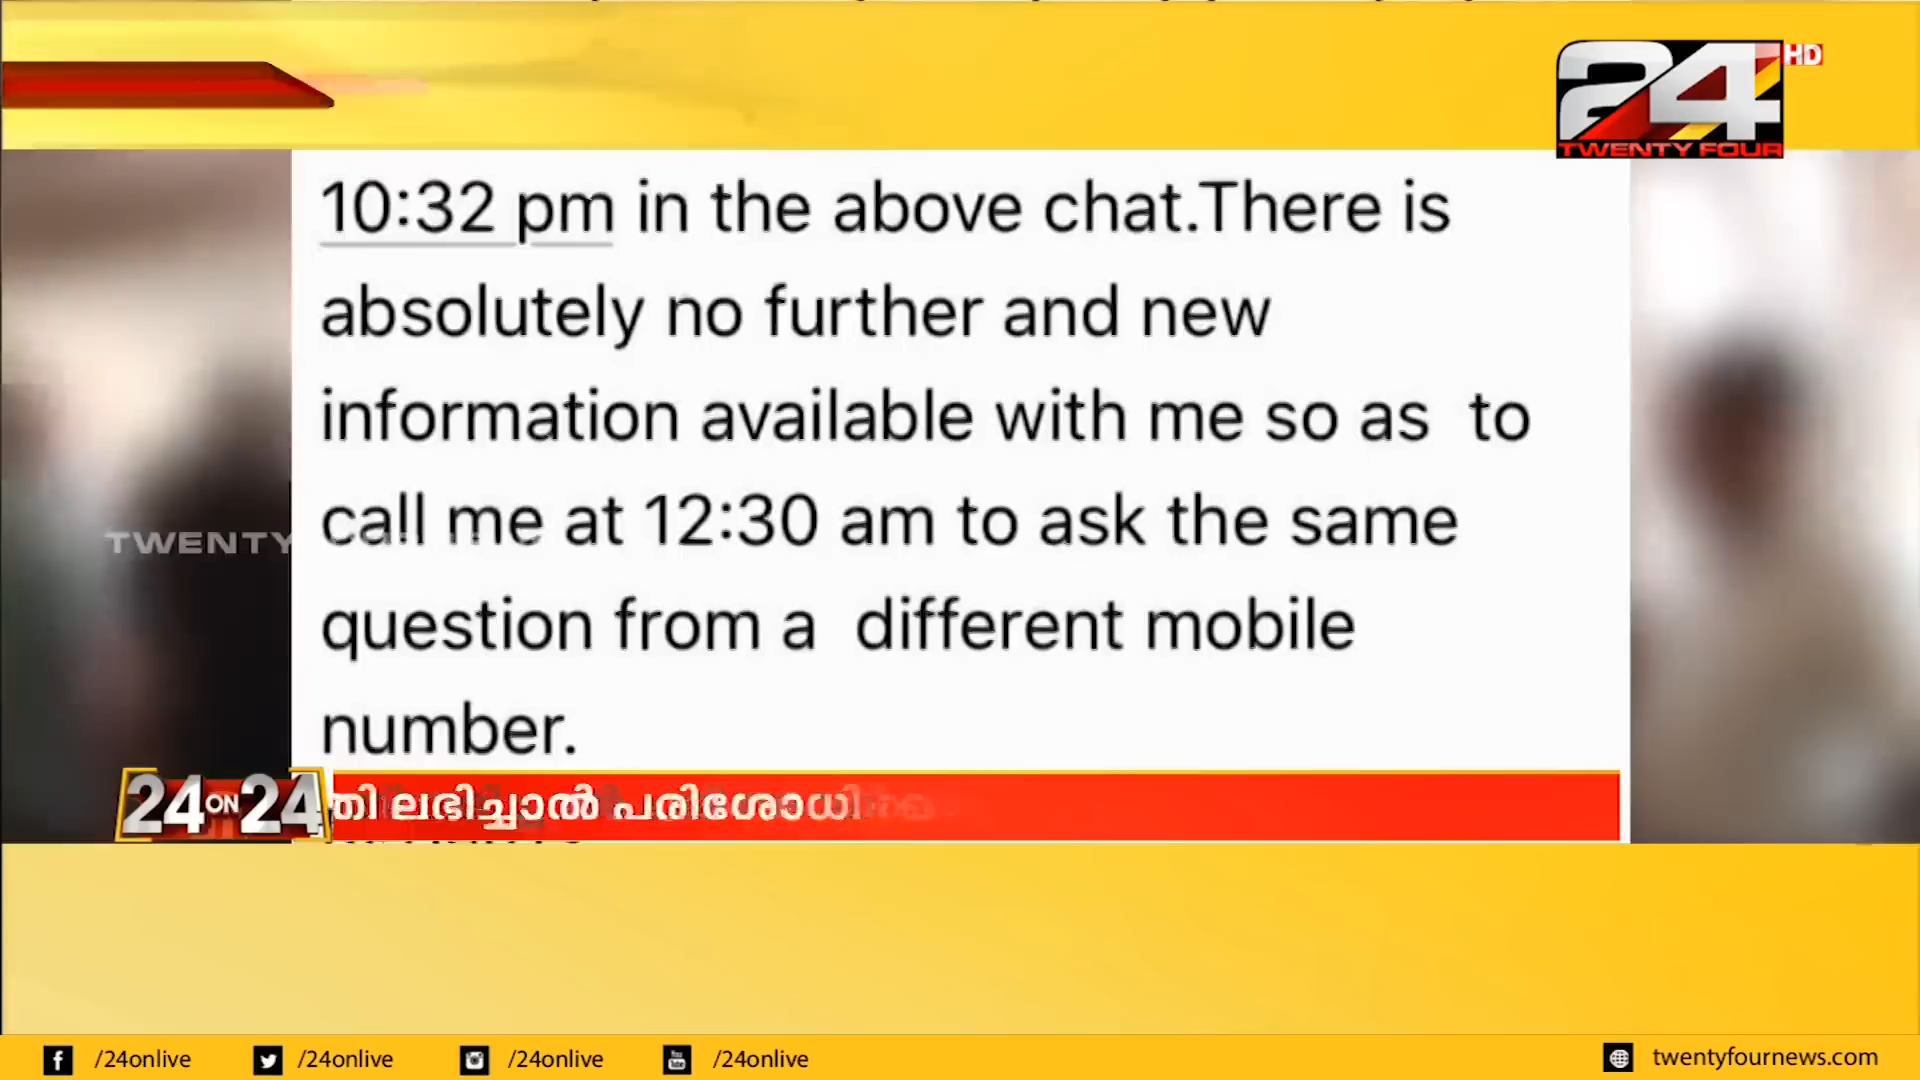 24 HD
TWENTY FOUR
10:32 pm in the above chat.There is
absolutely no further and new
information available with me so as  to
call me at 12:30 am to ask the same
question from a  different mobile
number.
TWENTY
24 ON 24
തി ലഭിച്ചാൽ പരിശോധി
/24onlive
/24onlive
/24onlive
/24onlive
twentyfournews.com